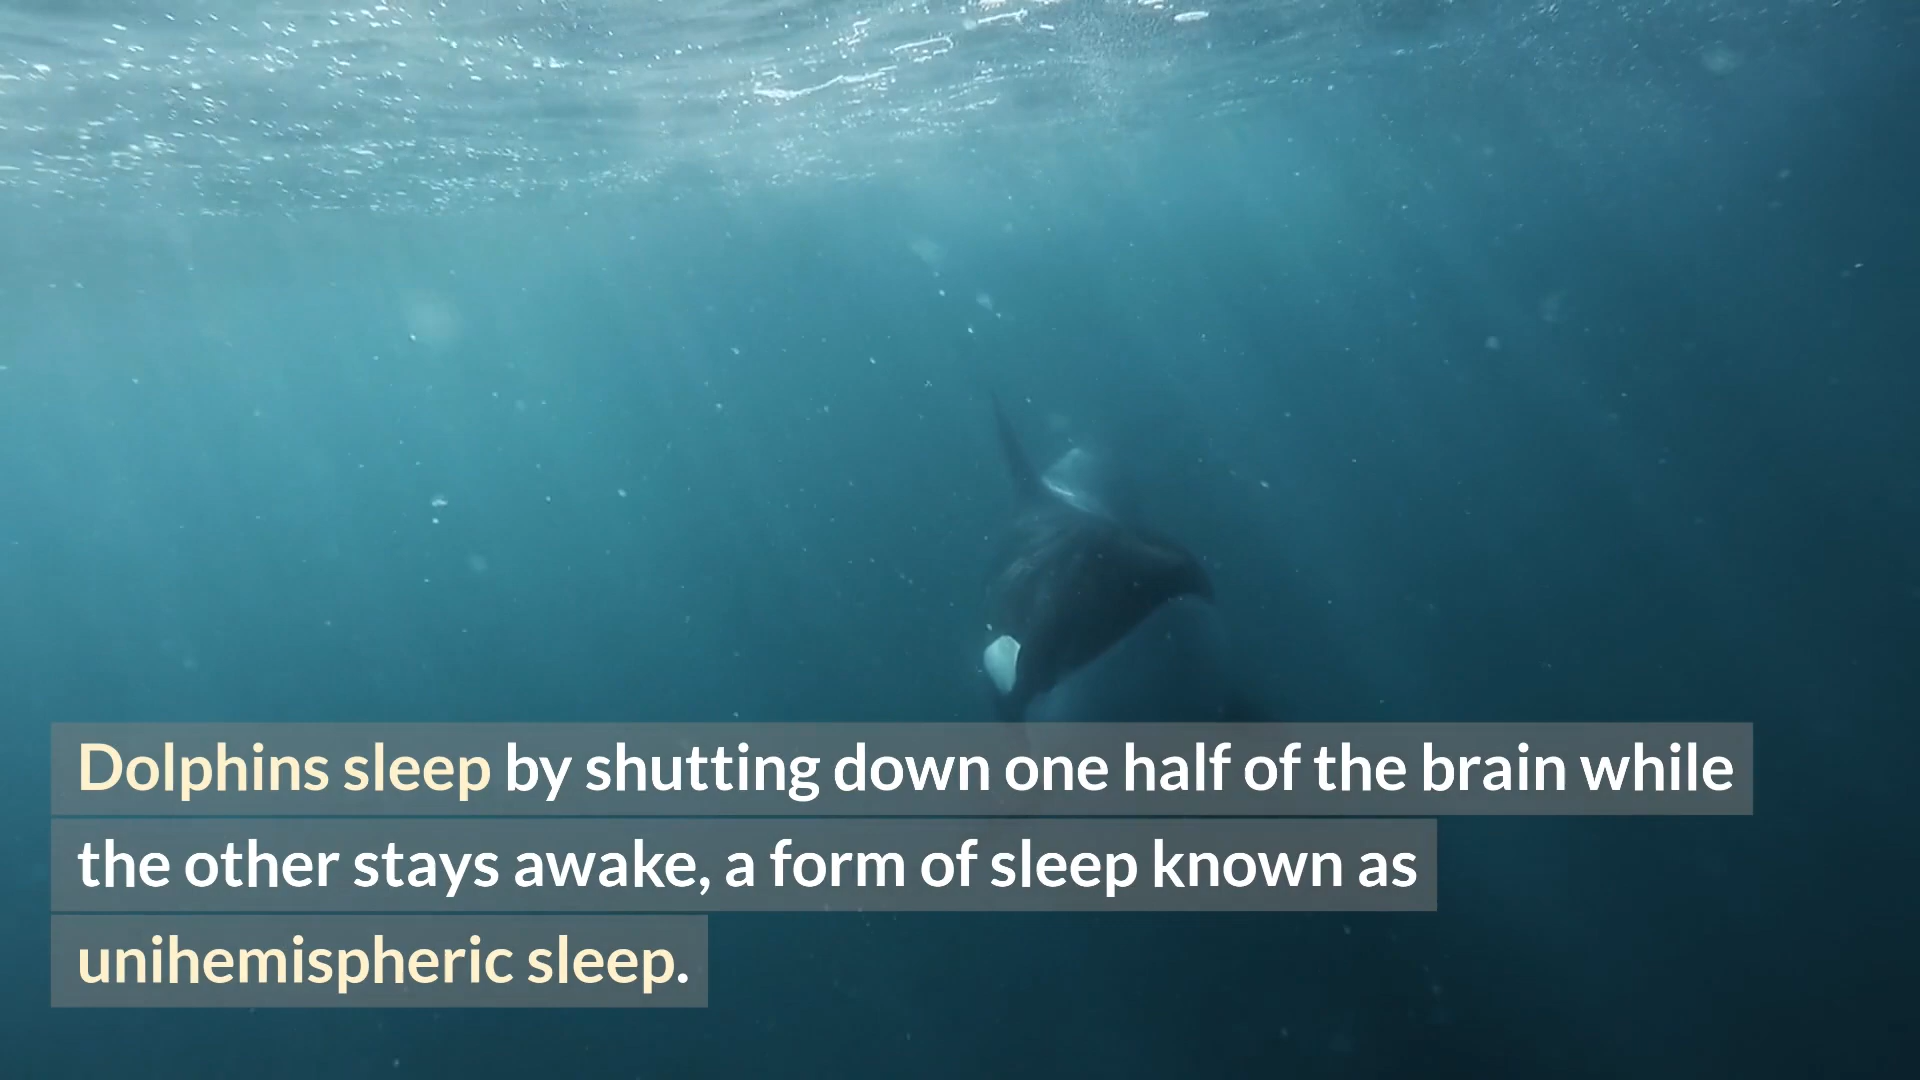 Dolphins sleep by shutting down one half of the brain while
the other stays awake, a form of sleep known as
unihemispheric sleep.